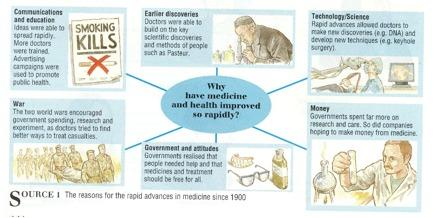 Communications
and education
Ideas were able to
spread rapidly.
More doctors
were trained.
Advertising
campaigns were
used to promote
public health.
SMOKING
KILLS
Earlier discoveries
Doctors were able to
build on the key
scientific discoveries
and methods of people
such as Pasteur.
Technology/Science
Rapid advances allowed doctors to
make new discoveries (e.g. DNA) and
develop new techniques (e.g. keyhole
surgery).
Why
have medicine
and health improved
so rapidly?
War
The two world wars encouraged
government spending, research and
experiment, as doctors tried to find
better ways to treat casualties.
Government and attitudes
Governments realised that
people needed help and that
medicines and treatment
should be free for all.
Money
Governments spent far more on
research and care. So did companies
hoping to make money from medicine.
SOURCE 1 The reasons for the rapid advances in medicine since 1900